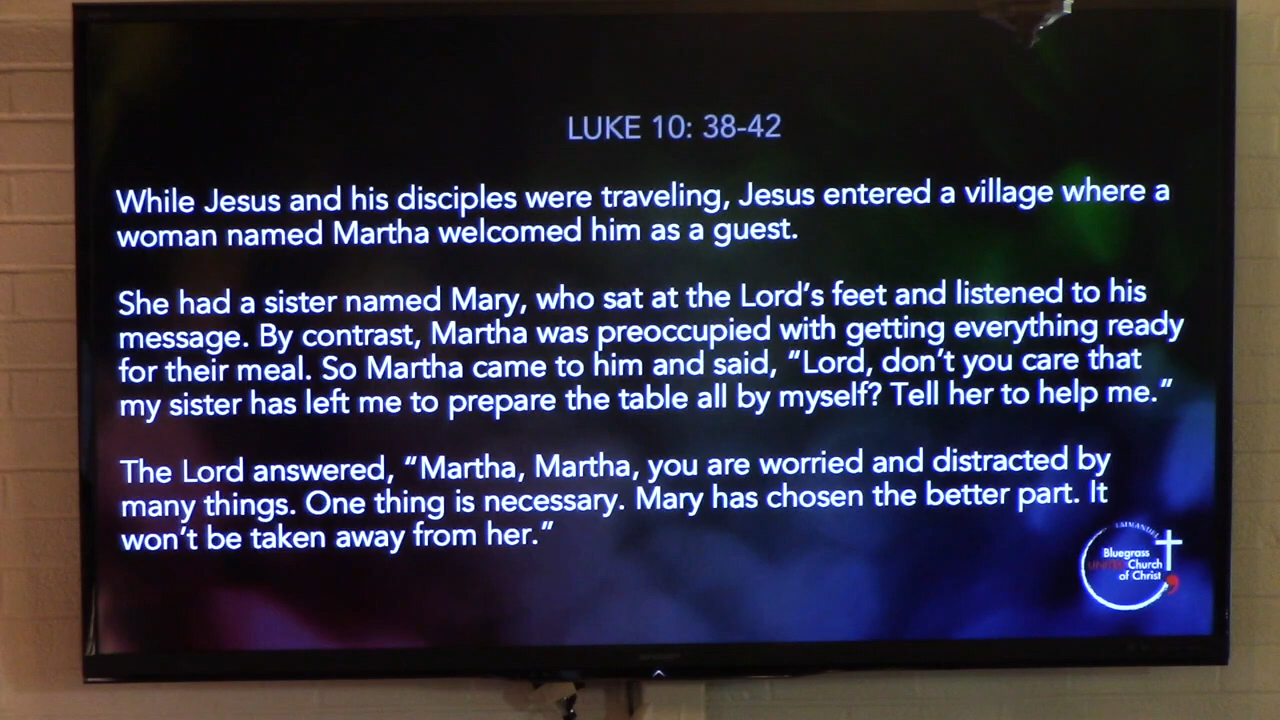 LUKE 10: 38-42
While Jesus and his disciples were traveling, Jesus entered a village where a
woman named Martha welcomed him as a guest.
She had a sister named Mary, who sat at the Lord's feet and listened to his
message. By contrast, Martha was preoccupied with getting everything ready
for their meal. So Martha came to him and said, “Lord, don't you care that
my sister has left me to prepare the table all by myself? Tell her to help me.”
The Lord answered, “Martha, Martha, you are worried and distracted by
many things. One thing is necessary. Mary has chosen the better part. It
won't be taken away from her.”
EMMANUEL
Bluegrass
UNITED Church
of Christ